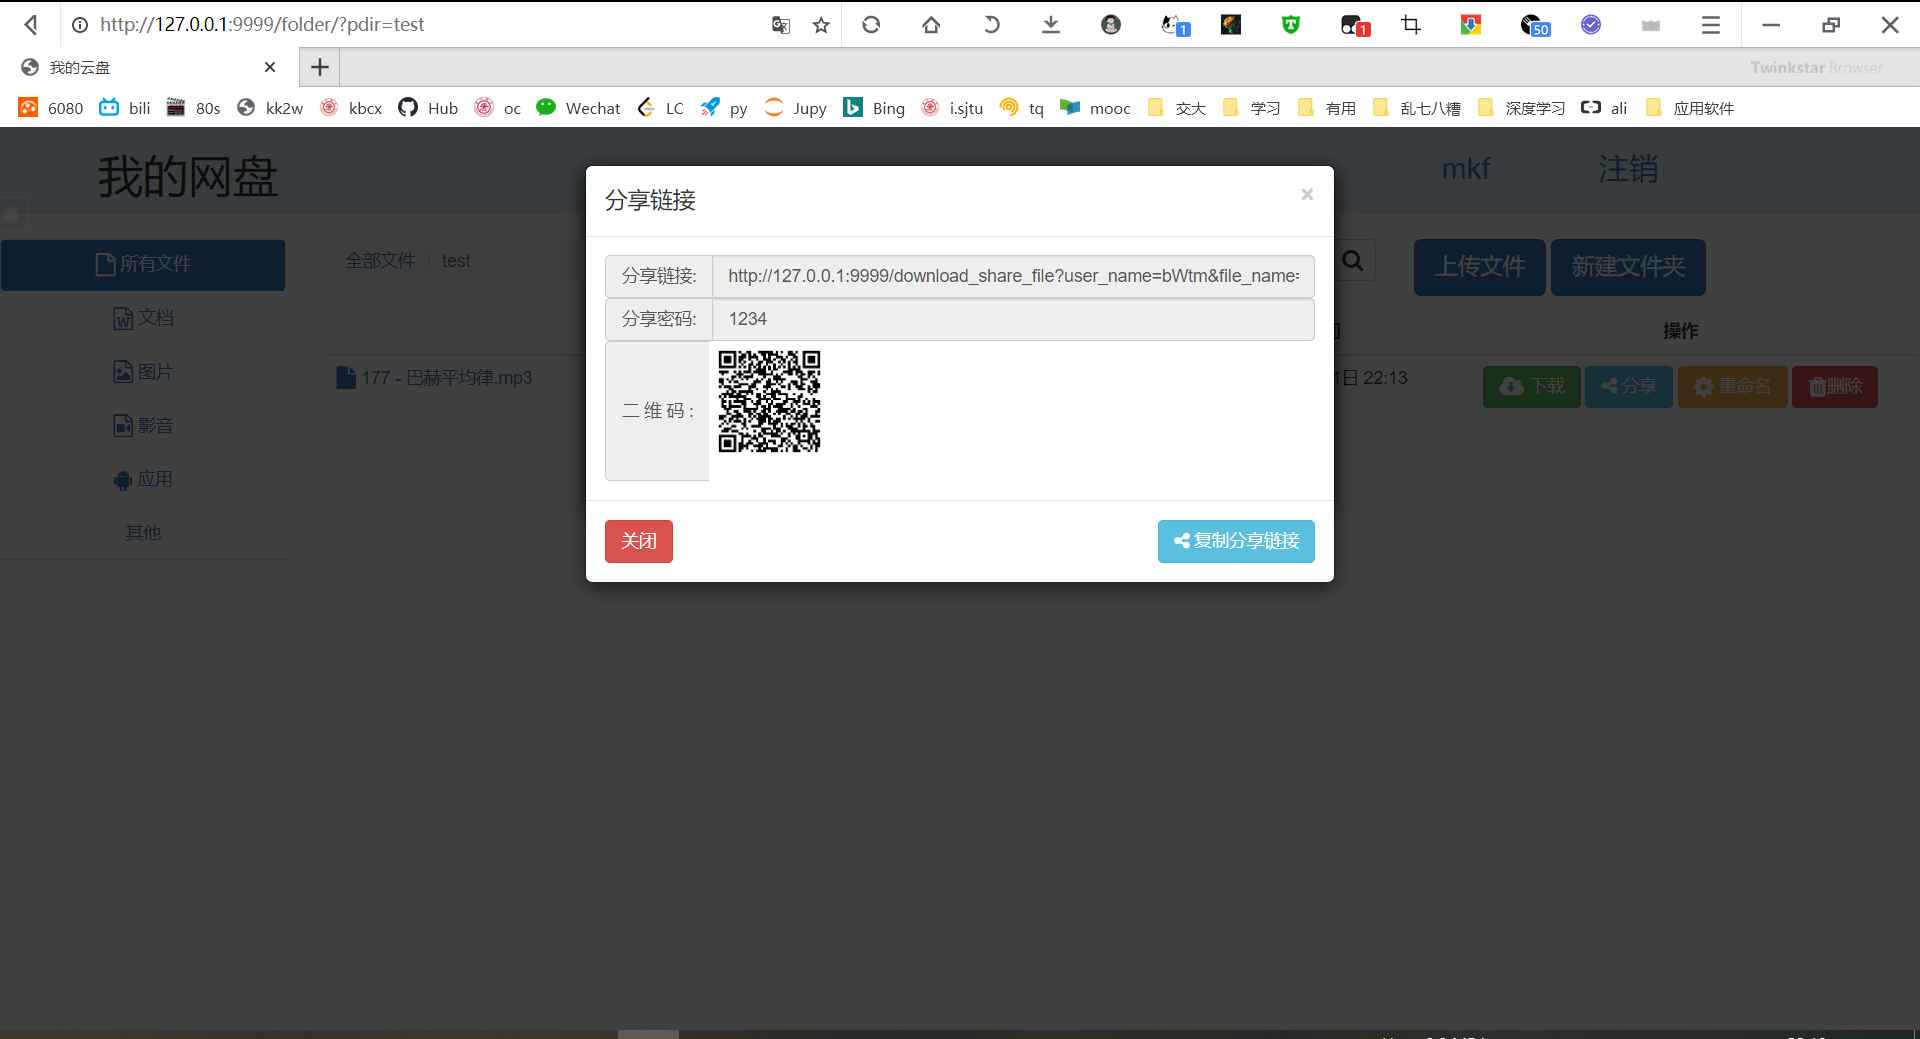 http://127.0.0.1:9999/folder/?pdir=test
1
1
50
我的云盘
Twinkstar Browser
6080 bili 80s kk2w kbcx Hub oc Wechat LC py Jupy Bing i.sjtu tq mooc 交大 学习 有用 乱七八糟 深度学习 ali 应用软件
我的网盘
mkf
注销
分享链接
×
所有文件
全部文件 / test
上传文件
新建文件夹
分享链接:
http://127.0.0.1:9999/download_share_file?user_name=bWtm&file_name=
分享密码:
1234
文档
操作
图片
177 - 巴赫平均律.mp3
1日 22:13
下载
分享
重命名
删除
二 维 码 :
影音
应用
其他
关闭
复制分享链接